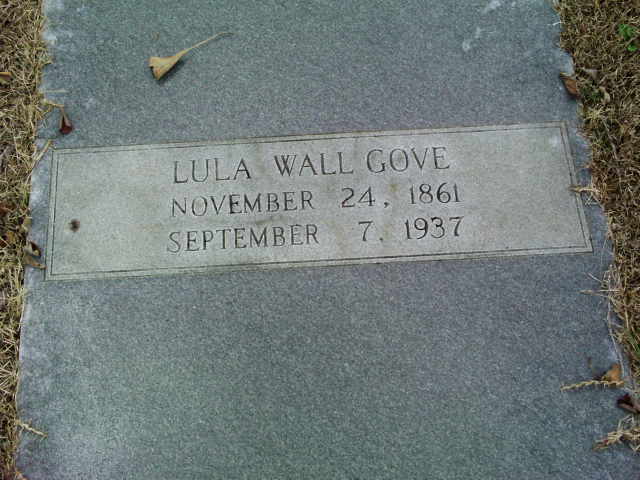 LULA WALL GOVE
NOVEMBER 24, 1861
SEPTEMBER 7, 1937